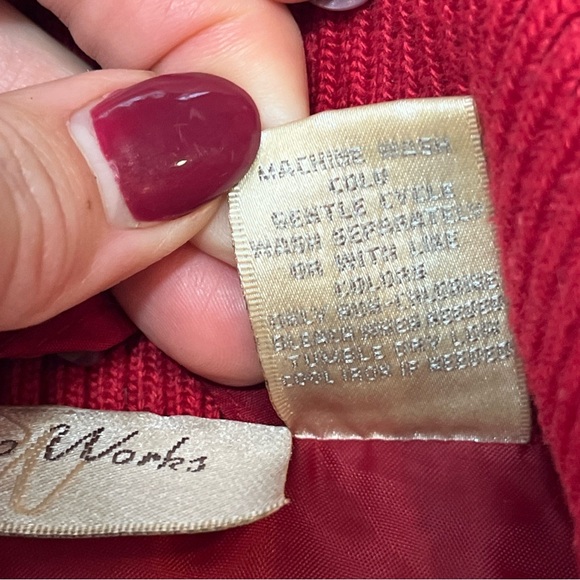 MACHINE WASH
COLD
GENTLE CYCLE
WASH SEPARATELY
OR WITH LIKE
COLORS
ONLY NON-CHLORINE
BLEACH WHEN NEEDED
TUMBLE DRY LOW
COOL IRON IF NEEDED
Works